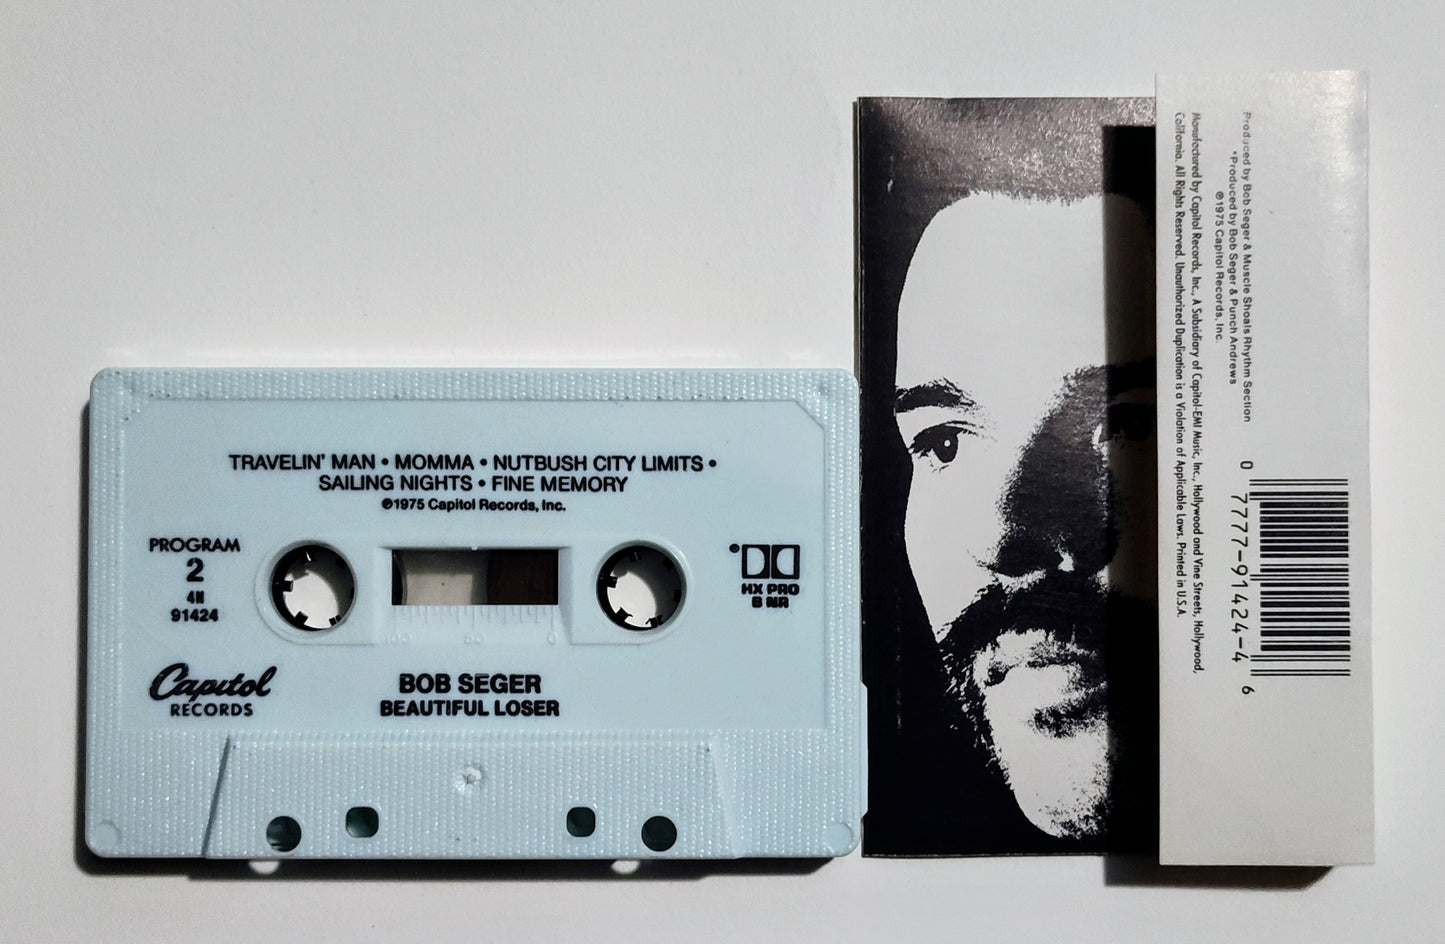 TRAVELIN' MAN • MOMMA • NUTBUSH CITY LIMITS •
SAILING NIGHTS • FINE MEMORY
℗1975 Capitol Records, Inc.
PROGRAM
2
4N
91424
HX PRO
B NR
Capitol
RECORDS
BOB SEGER
BEAUTIFUL LOSER
100 50 0
Produced by Bob Seger & Muscle Shoals Rhythm Section
*Produced by Bob Seger & Punch Andrews
℗1975 Capitol Records, Inc.
Manufactured by Capitol Records, Inc., A Subsidiary of Capitol-EMI Music, Inc., Hollywood and Vine Streets, Hollywood,
California. All Rights Reserved. Unauthorized Duplication is a Violation of Applicable Laws. Printed in U.S.A.
0 77777-91424-4 6